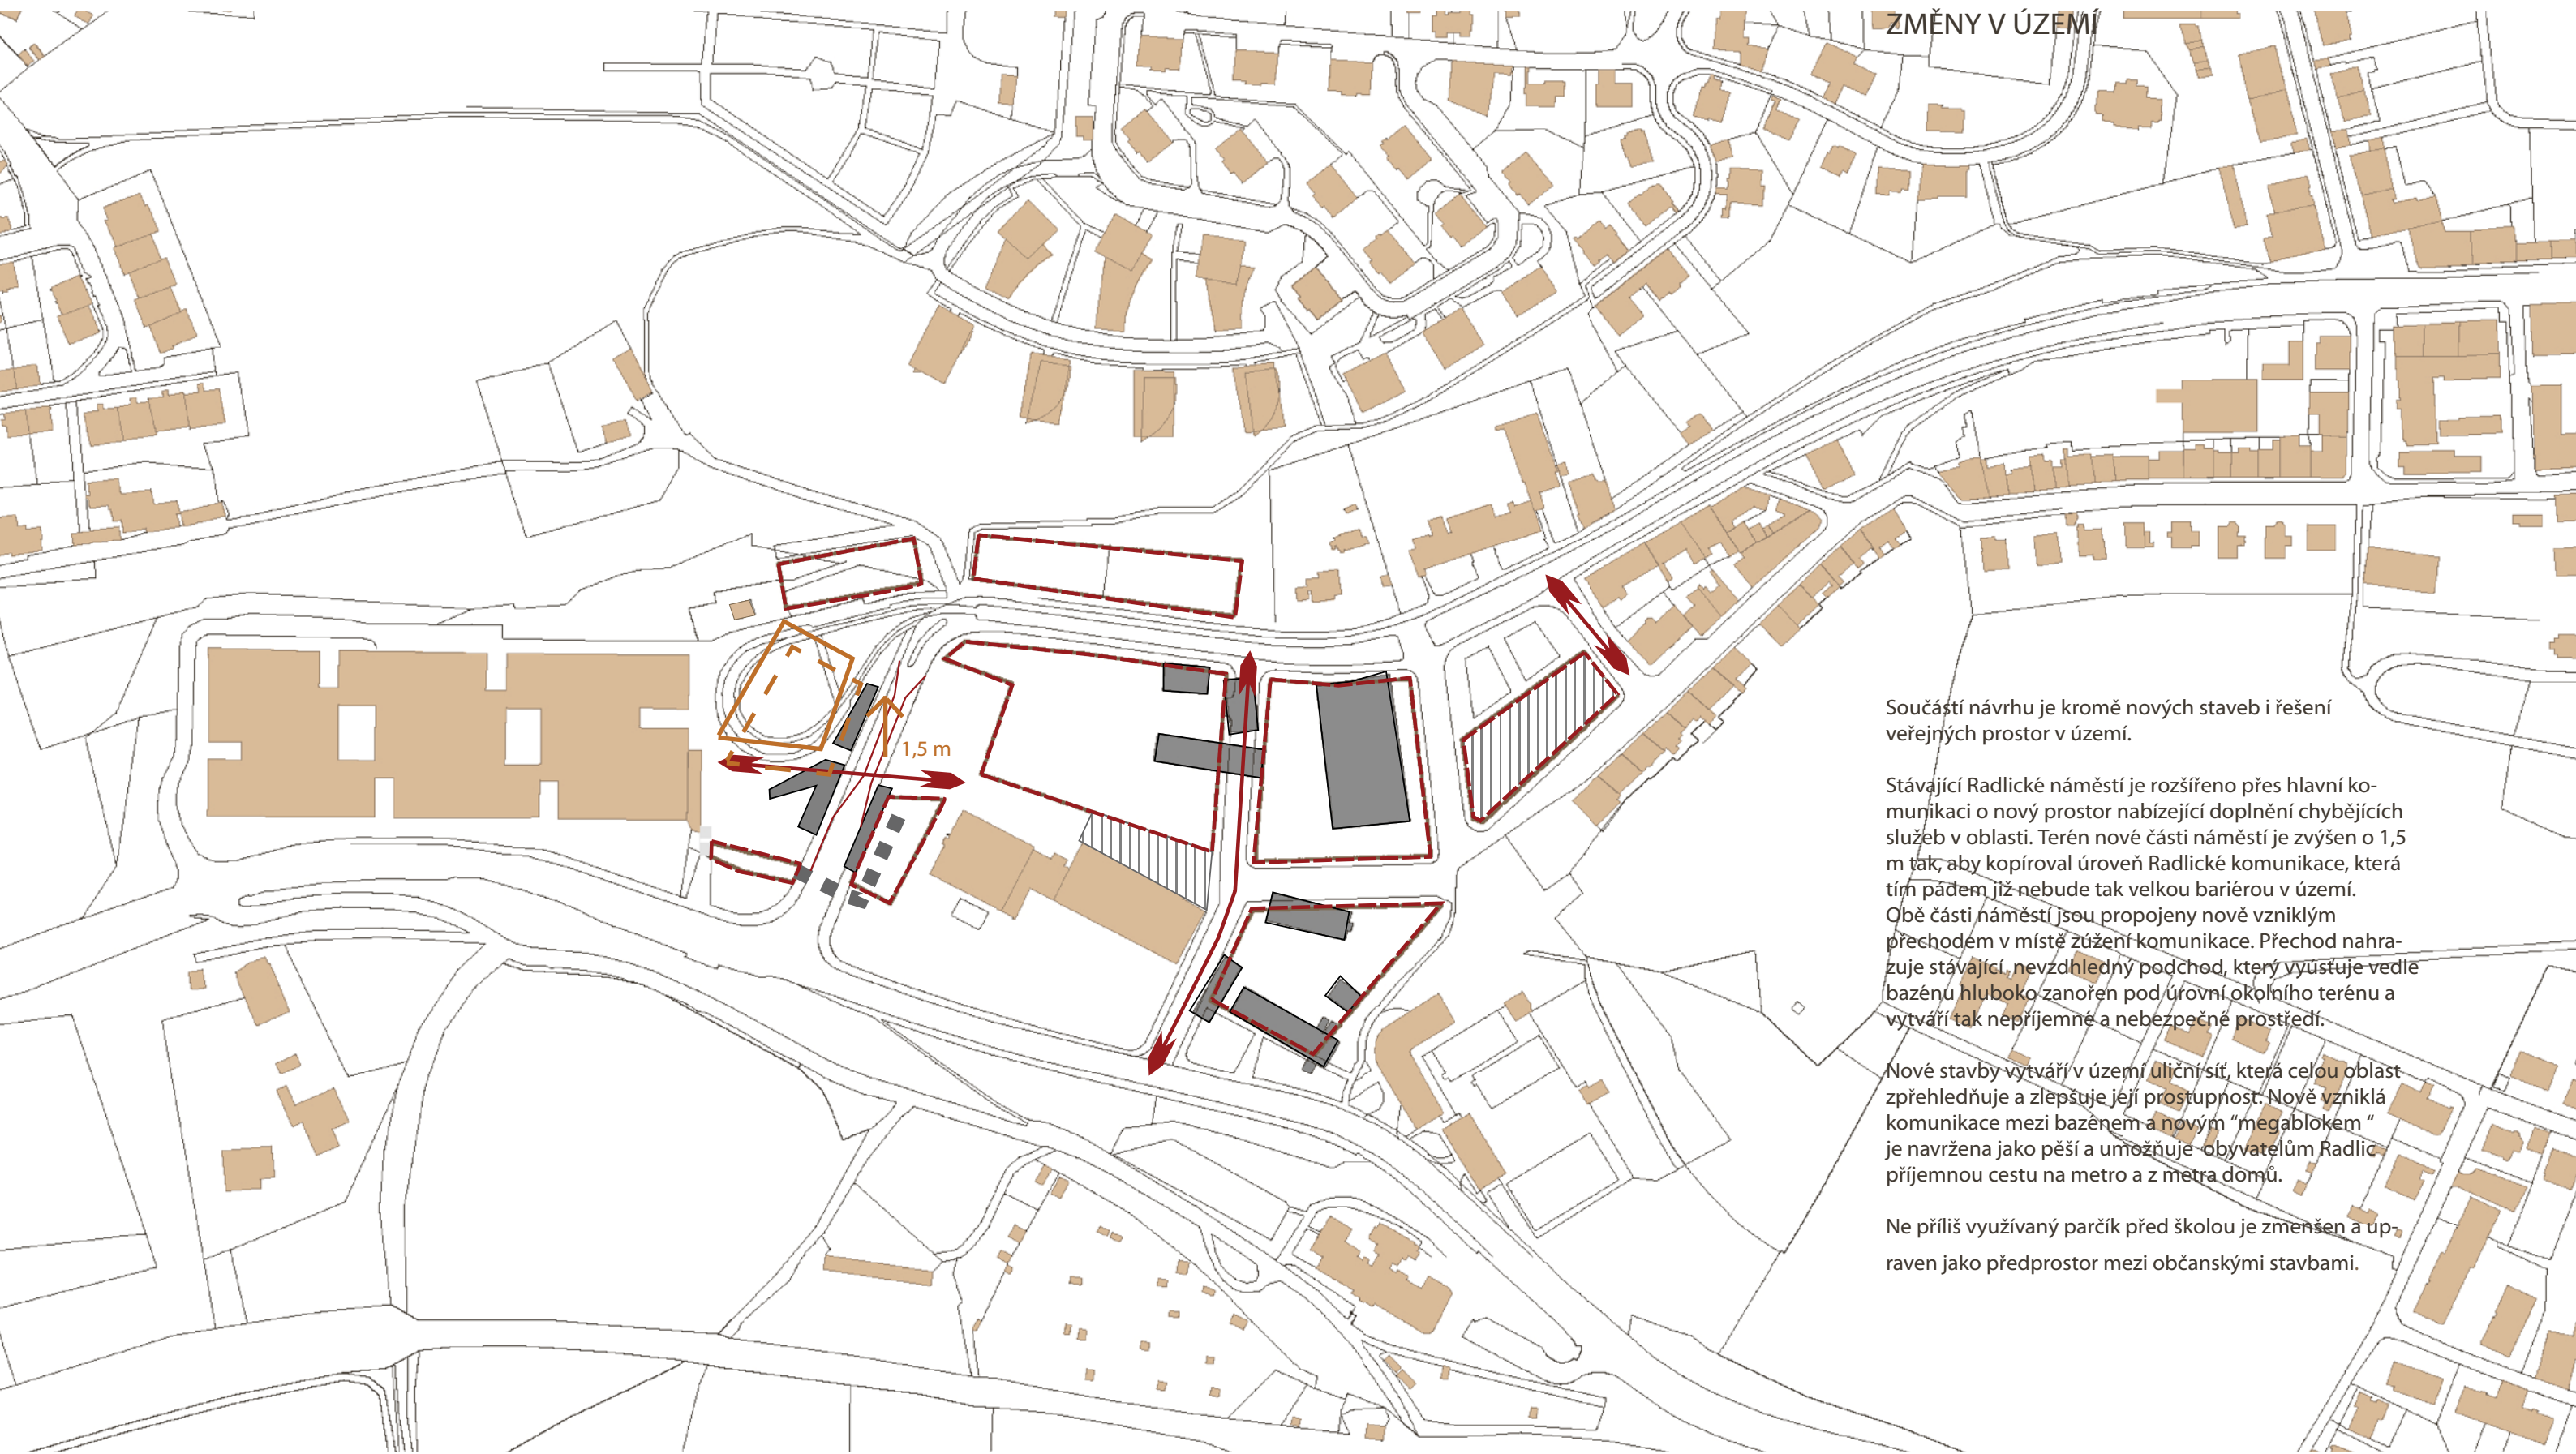 ZMĚNY V ÚZEMÍ
1,5 m
Součástí návrhu je kromě nových staveb i řešení
veřejných prostor v území.
Stávající Radlické náměstí je rozšířeno přes hlavní ko-
munikaci o nový prostor nabízející doplnění chybějících
služeb v oblasti. Terén nové části náměstí je zvýšen o 1,5
m tak, aby kopíroval úroveň Radlické komunikace, která
tím pádem již nebude tak velkou bariérou v území.
Obě části náměstí jsou propojeny nově vzniklým
přechodem v místě zúžení komunikace. Přechod nahra-
zuje stávající, nevzdhledný podchod, který vyúsťuje vedle
bazénu hluboko zanořen pod úrovní okolního terénu a
vytváří tak nepříjemné a nebezpečné prostředí.
Nové stavby vytváří v území uliční síť, která celou oblast
zpřehledňuje a zlepšuje její prostupnost. Nově vzniklá
komunikace mezi bazénem a novým “megablokem “
je navržena jako pěší a umožňuje obyvatelům Radlic
příjemnou cestu na metro a z metra domů.
Ne příliš využívaný parčík před školou je zmenšen a up-
raven jako předprostor mezi občanskými stavbami.